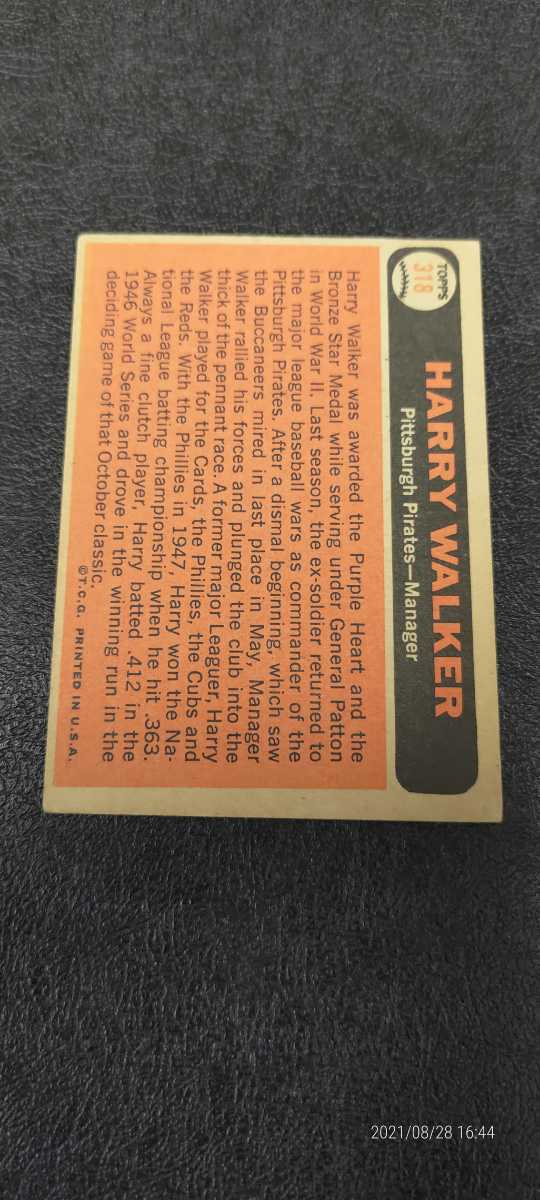 TOPPS
318
HARRY WALKER
Pittsburgh Pirates—Manager
Harry Walker was awarded the Purple Heart and the
Bronze Star Medal while serving under General Patton
in World War II. Last season, the ex-soldier returned to
the major league baseball wars as commander of the
Pittsburgh Pirates. After a dismal beginning, which saw
the Buccaneers mired in last place in May, Manager
Walker rallied his forces and plunged the club into the
thick of the pennant race. A former major Leaguer, Harry
Walker played for the Cards, the Phillies, the Cubs and
the Reds. With the Phillies in 1947, Harry won the Na-
tional League batting championship when he hit .363.
Always a fine clutch player, Harry batted .412 in the
1946 World Series and drove in the winning run in the
deciding game of that October classic.
©T.C.G. PRINTED IN U.S.A.
2021/08/28 16:44